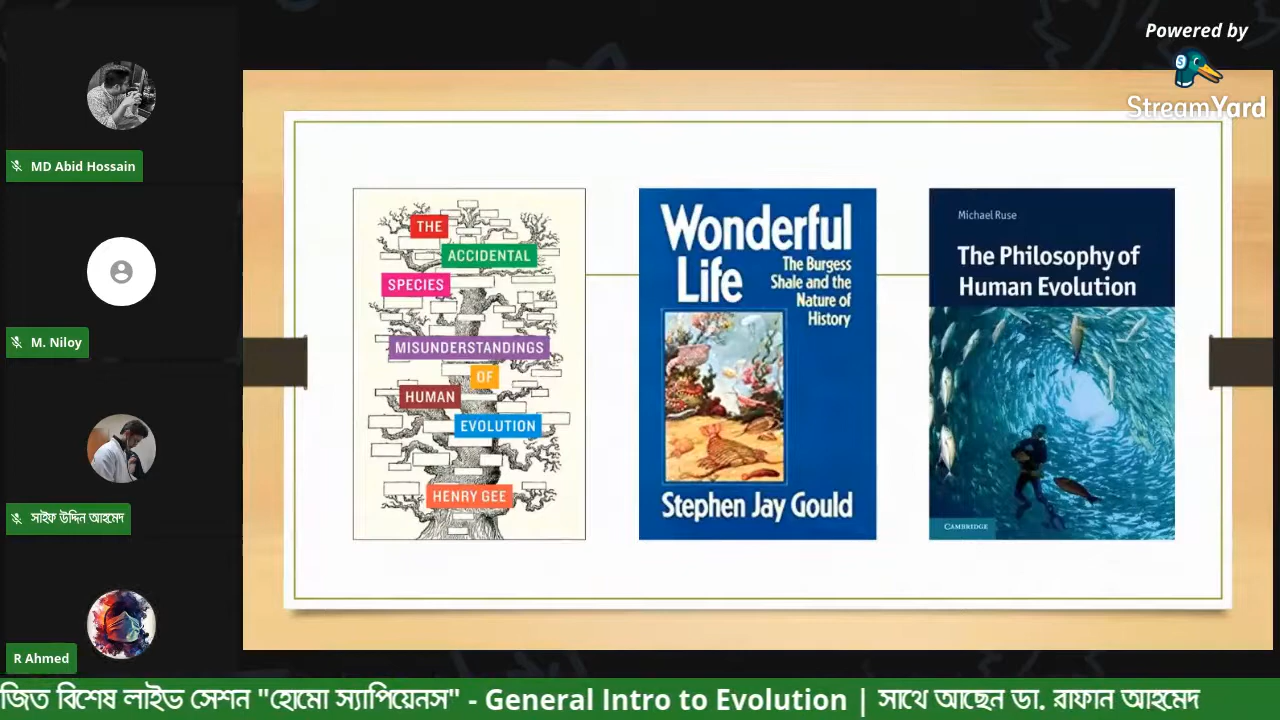 Powered by
StreamYard
MD Abid Hossain
M. Niloy
সাইফ উদ্দিন আহমেদ
R Ahmed
THE
ACCIDENTAL
SPECIES
MISUNDERSTANDINGS
OF
HUMAN
EVOLUTION
HENRY GEE
Wonderful
Life
The Burgess
Shale and the
Nature of
History
Stephen Jay Gould
Michael Ruse
The Philosophy of
Human Evolution
CAMBRIDGE
জিত বিশেষ লাইভ সেশন "হোমো স্যাপিয়েনস" - General Intro to Evolution | সাথে আছেন ডা. রাফান আহমেদ